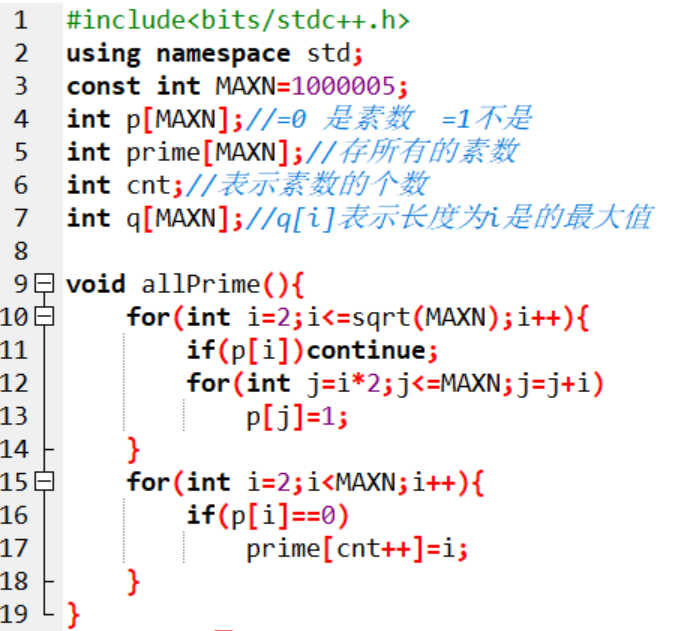 1 #include<bits/stdc++.h>
2 using namespace std;
3 const int MAXN=1000005;
4 int p[MAXN];//=0 是素数 =1不是
5 int prime[MAXN];//存所有的素数
6 int cnt;//表示素数的个数
7 int q[MAXN];//q[i]表示长度为i是的最大值
8
9 void allPrime(){
10 for(int i=2;i<=sqrt(MAXN);i++){
11 if(p[i])continue;
12 for(int j=i*2;j<=MAXN;j=j+i)
13 p[j]=1;
14 }
15 for(int i=2;i<MAXN;i++){
16 if(p[i]==0)
17 prime[cnt++]=i;
18 }
19 }